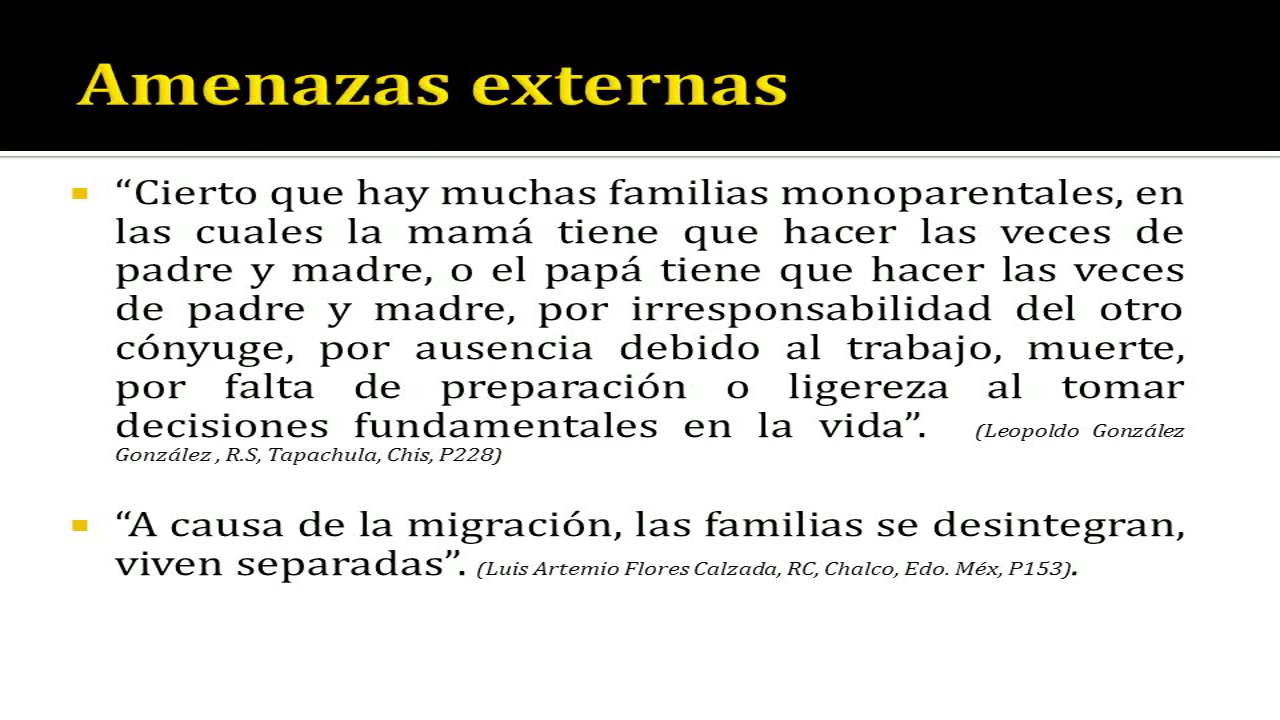 Amenazas externas
“Cierto que hay muchas familias monoparentales, en
las cuales la mamá tiene que hacer las veces de
padre y madre, o el papá tiene que hacer las veces
de padre y madre, por irresponsabilidad del otro
cónyuge, por ausencia debido al trabajo, muerte,
por falta de preparación o ligereza al tomar
decisiones fundamentales en la vida”. (Leopoldo González
González , R.S, Tapachula, Chis, P228)
“A causa de la migración, las familias se desintegran,
viven separadas”. (Luis Artemio Flores Calzada, RC, Chalco, Edo. Méx, P153).